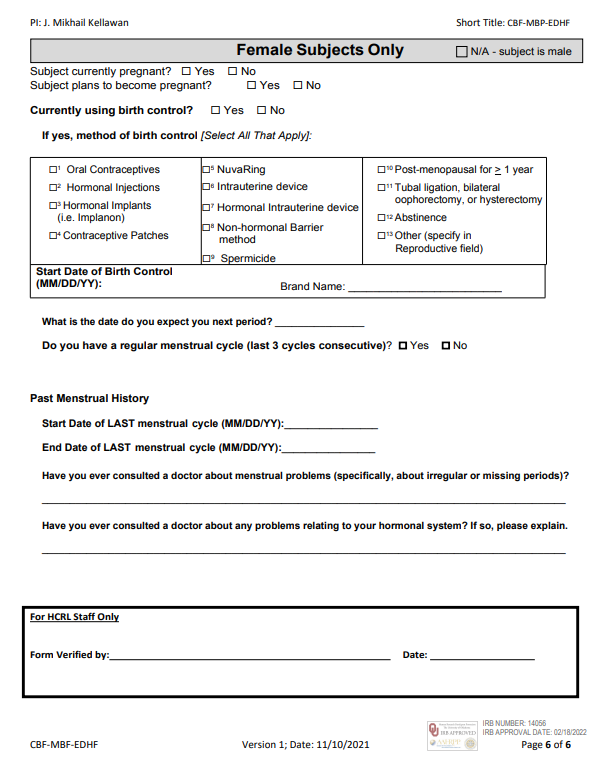 PI: J. Mikhail Kellawan Short Title: CBF-MBP-EDHF
Female Subjects Only ☐ N/A - subject is male
Subject currently pregnant? ☐ Yes ☐ No
Subject plans to become pregnant? ☐ Yes ☐ No
Currently using birth control? ☐ Yes ☐ No
If yes, method of birth control [Select All That Apply]:
☐1 Oral Contraceptives
☐2 Hormonal Injections
☐3 Hormonal Implants
(i.e. Implanon)
☐4 Contraceptive Patches
☐5 NuvaRing
☐6 Intrauterine device
☐7 Hormonal Intrauterine device
☐8 Non-hormonal Barrier
method
☐9 Spermicide
☐10 Post-menopausal for ≥ 1 year
☐11 Tubal ligation, bilateral
oophorectomy, or hysterectomy
☐12 Abstinence
☐13 Other (specify in
Reproductive field)
Start Date of Birth Control
(MM/DD/YY):
Brand Name: ________________________
What is the date do you expect you next period? _______________
Do you have a regular menstrual cycle (last 3 cycles consecutive)? ☐ Yes ☐ No
Past Menstrual History
Start Date of LAST menstrual cycle (MM/DD/YY):_______________
End Date of LAST menstrual cycle (MM/DD/YY):_______________
Have you ever consulted a doctor about menstrual problems (specifically, about irregular or missing periods)?
Have you ever consulted a doctor about any problems relating to your hormonal system? If so, please explain.
For HCRL Staff Only
Form Verified by:______________________________ Date: _______________
IRB APPROVED
IRB NUMBER: 14056
IRB APPROVAL DATE: 02/18/2022
CBF-MBF-EDHF Version 1; Date: 11/10/2021 Page 6 of 6